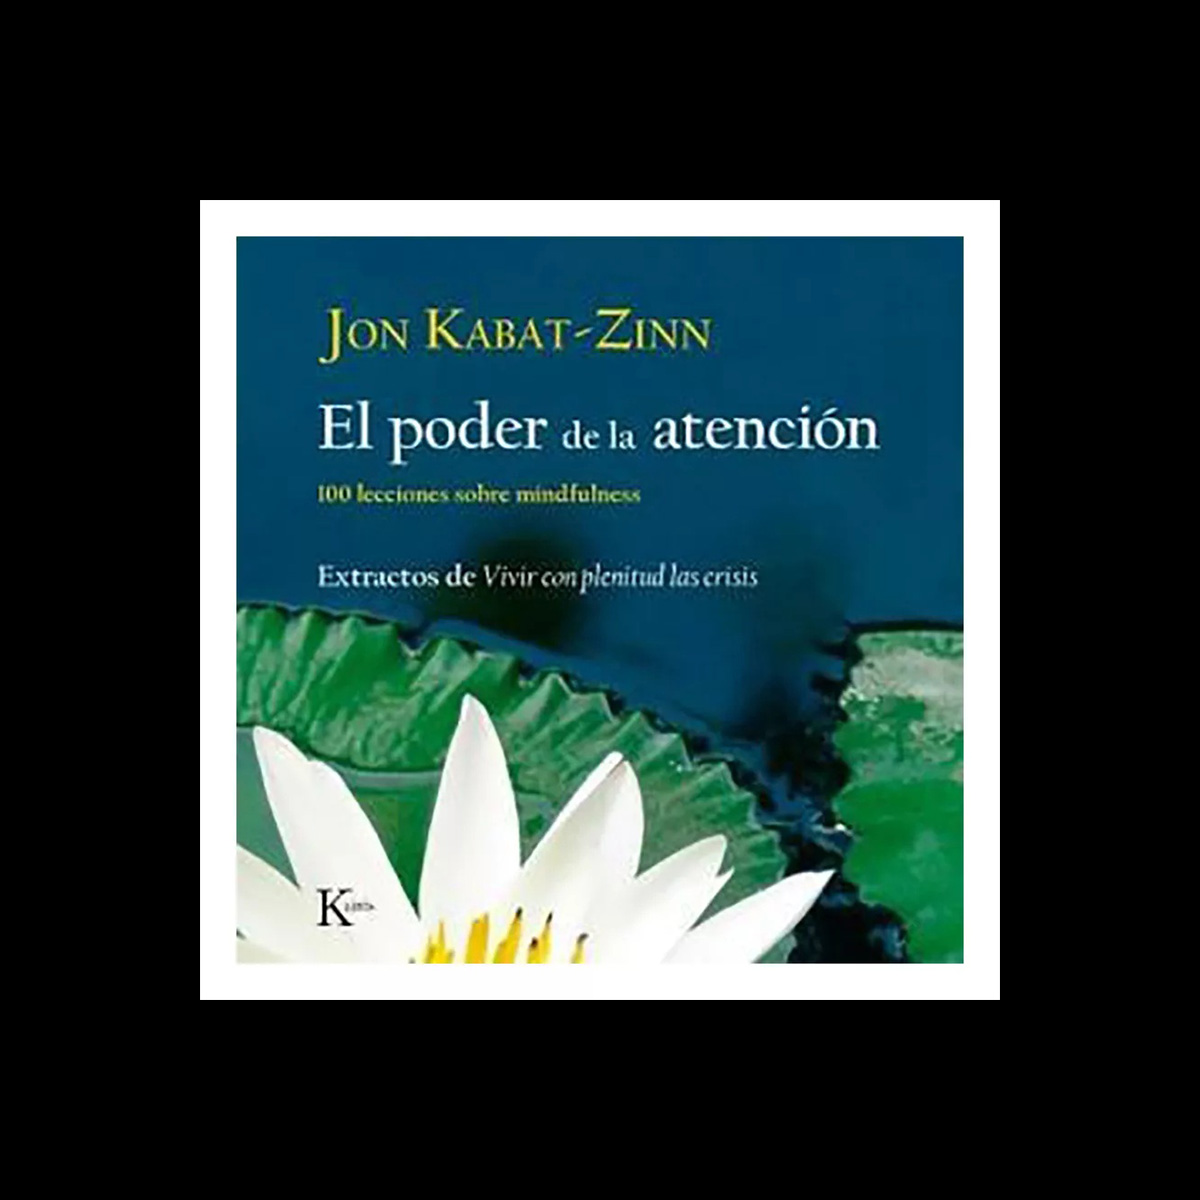 JON KABAT-ZINN
El poder de la atención
100 lecciones sobre mindfulness
Extractos de Vivir con plenitud las crisis
K